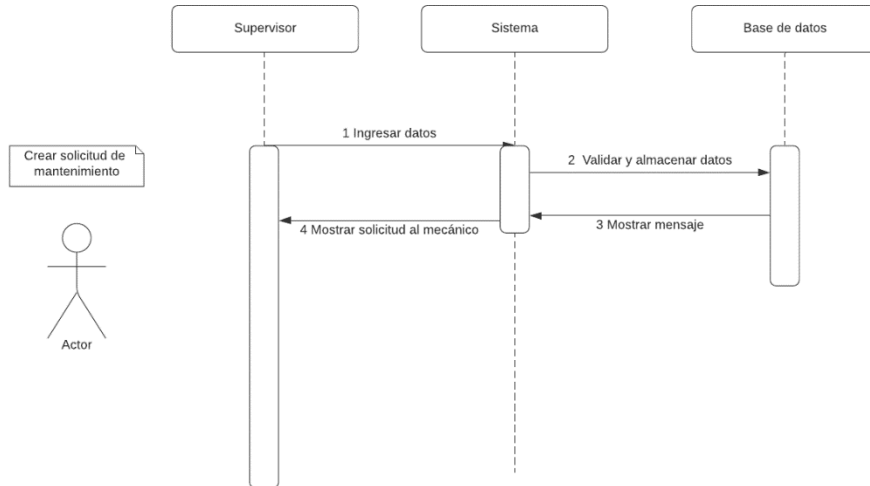 Supervisor
Sistema
Base de datos
1 Ingresar datos
Crear solicitud de
mantenimiento
2 Validar y almacenar datos
3 Mostrar mensaje
4 Mostrar solicitud al mecánico
Actor